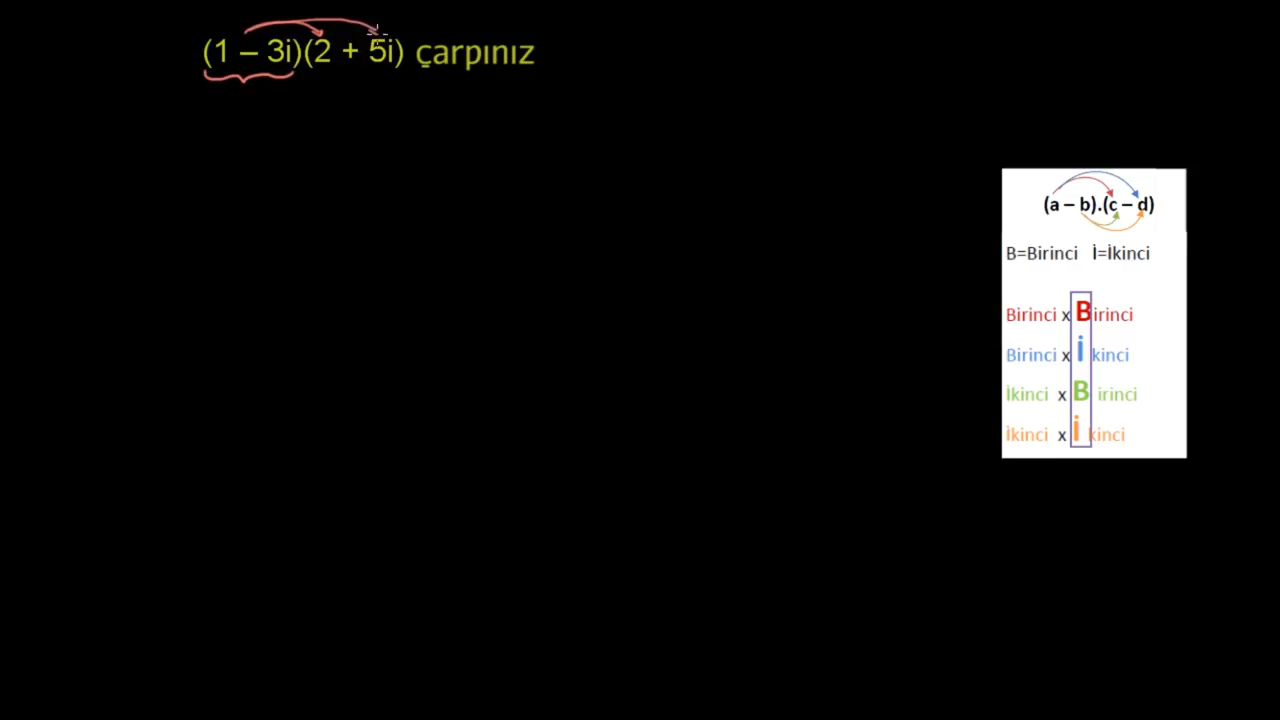 (1 – 3i)(2 + 5i) çarpınız
(a – b).(c – d)
B=Birinci İ=İkinci
Birinci x Birinci
Birinci x İkinci
İkinci x Birinci
İkinci x İkinci